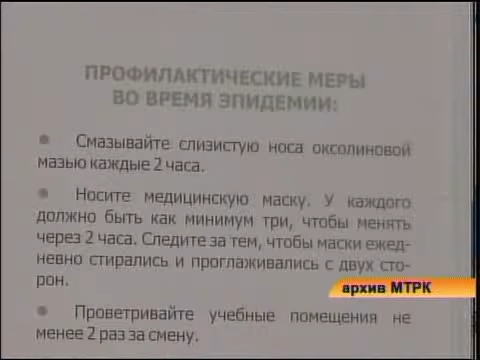 ПРОФИЛАКТИЧЕСКИЕ МЕРЫ
ВО ВРЕМЯ ЭПИДЕМИИ:
● Смазывайте слизистую носа оксолиновой
мазью каждые 2 часа.
● Носите медицинскую маску. У каждого
должно быть как минимум три, чтобы менять
через 2 часа. Следите за тем, чтобы маски ежед-
невно стирались и проглаживались с двух сто-
рон.
архив МТРК
● Проветривайте учебные помещения не
менее 2 раз за смену.